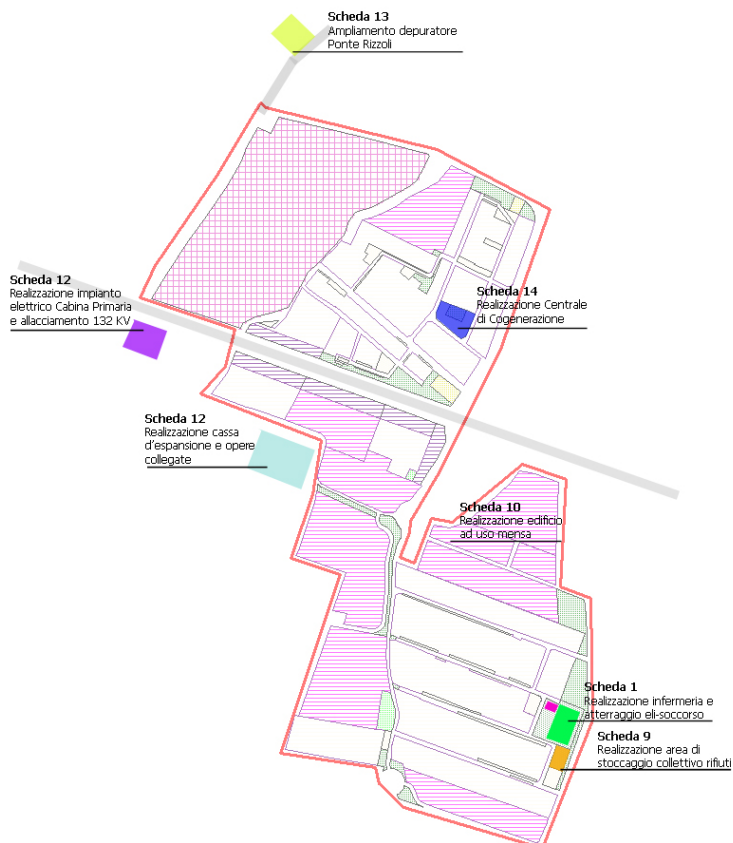 Scheda 13
Ampliamento depuratore
Ponte Rizzoli
Scheda 12
Realizzazione impianto
elettrico Cabina Primaria
e allacciamento 132 KV
Scheda 14
Realizzazione Centrale
di Cogenerazione
Scheda 12
Realizzazione cassa
d'espansione e opere
collegate
Scheda 10
Realizzazione edificio
ad uso mensa
Scheda 1
Realizzazione infermeria e
atterraggio eli-soccorso
Scheda 9
Realizzazione area di
stoccaggio collettivo rifiuti